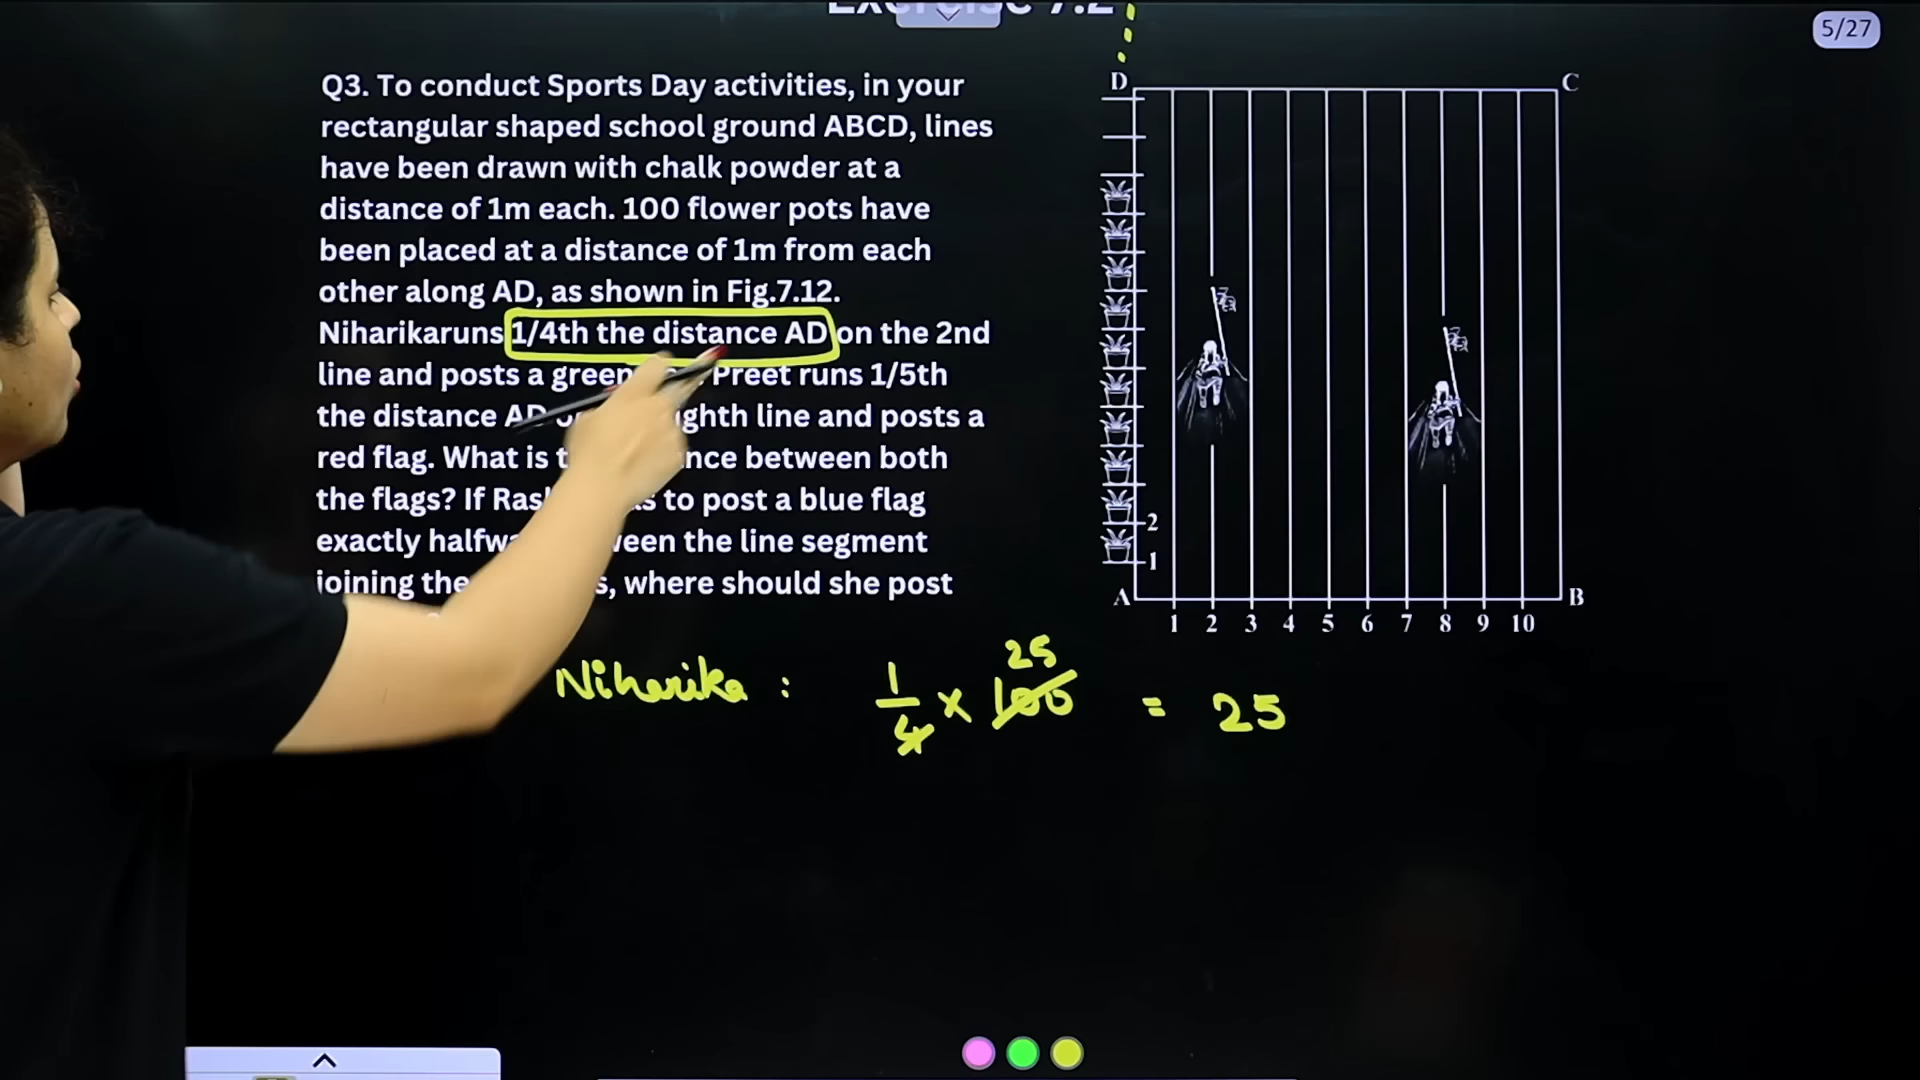 5/27
Q3. To conduct Sports Day activities, in your
rectangular shaped school ground ABCD, lines
have been drawn with chalk powder at a
distance of 1m each. 100 flower pots have
been placed at a distance of 1m from each
other along AD, as shown in Fig.7.12.
Niharikaruns 1/4th the distance AD on the 2nd
line and posts a green Preet runs 1/5th
the distance AD ghth line and posts a
red flag. What is t nce between both
the flags? If Ras s to post a blue flag
exactly halfw ween the line segment
joining the s, where should she post
D C
2
1
A B
1 2 3 4 5 6 7 8 9 10
Niharika : 1/4 x 100 = 25
25